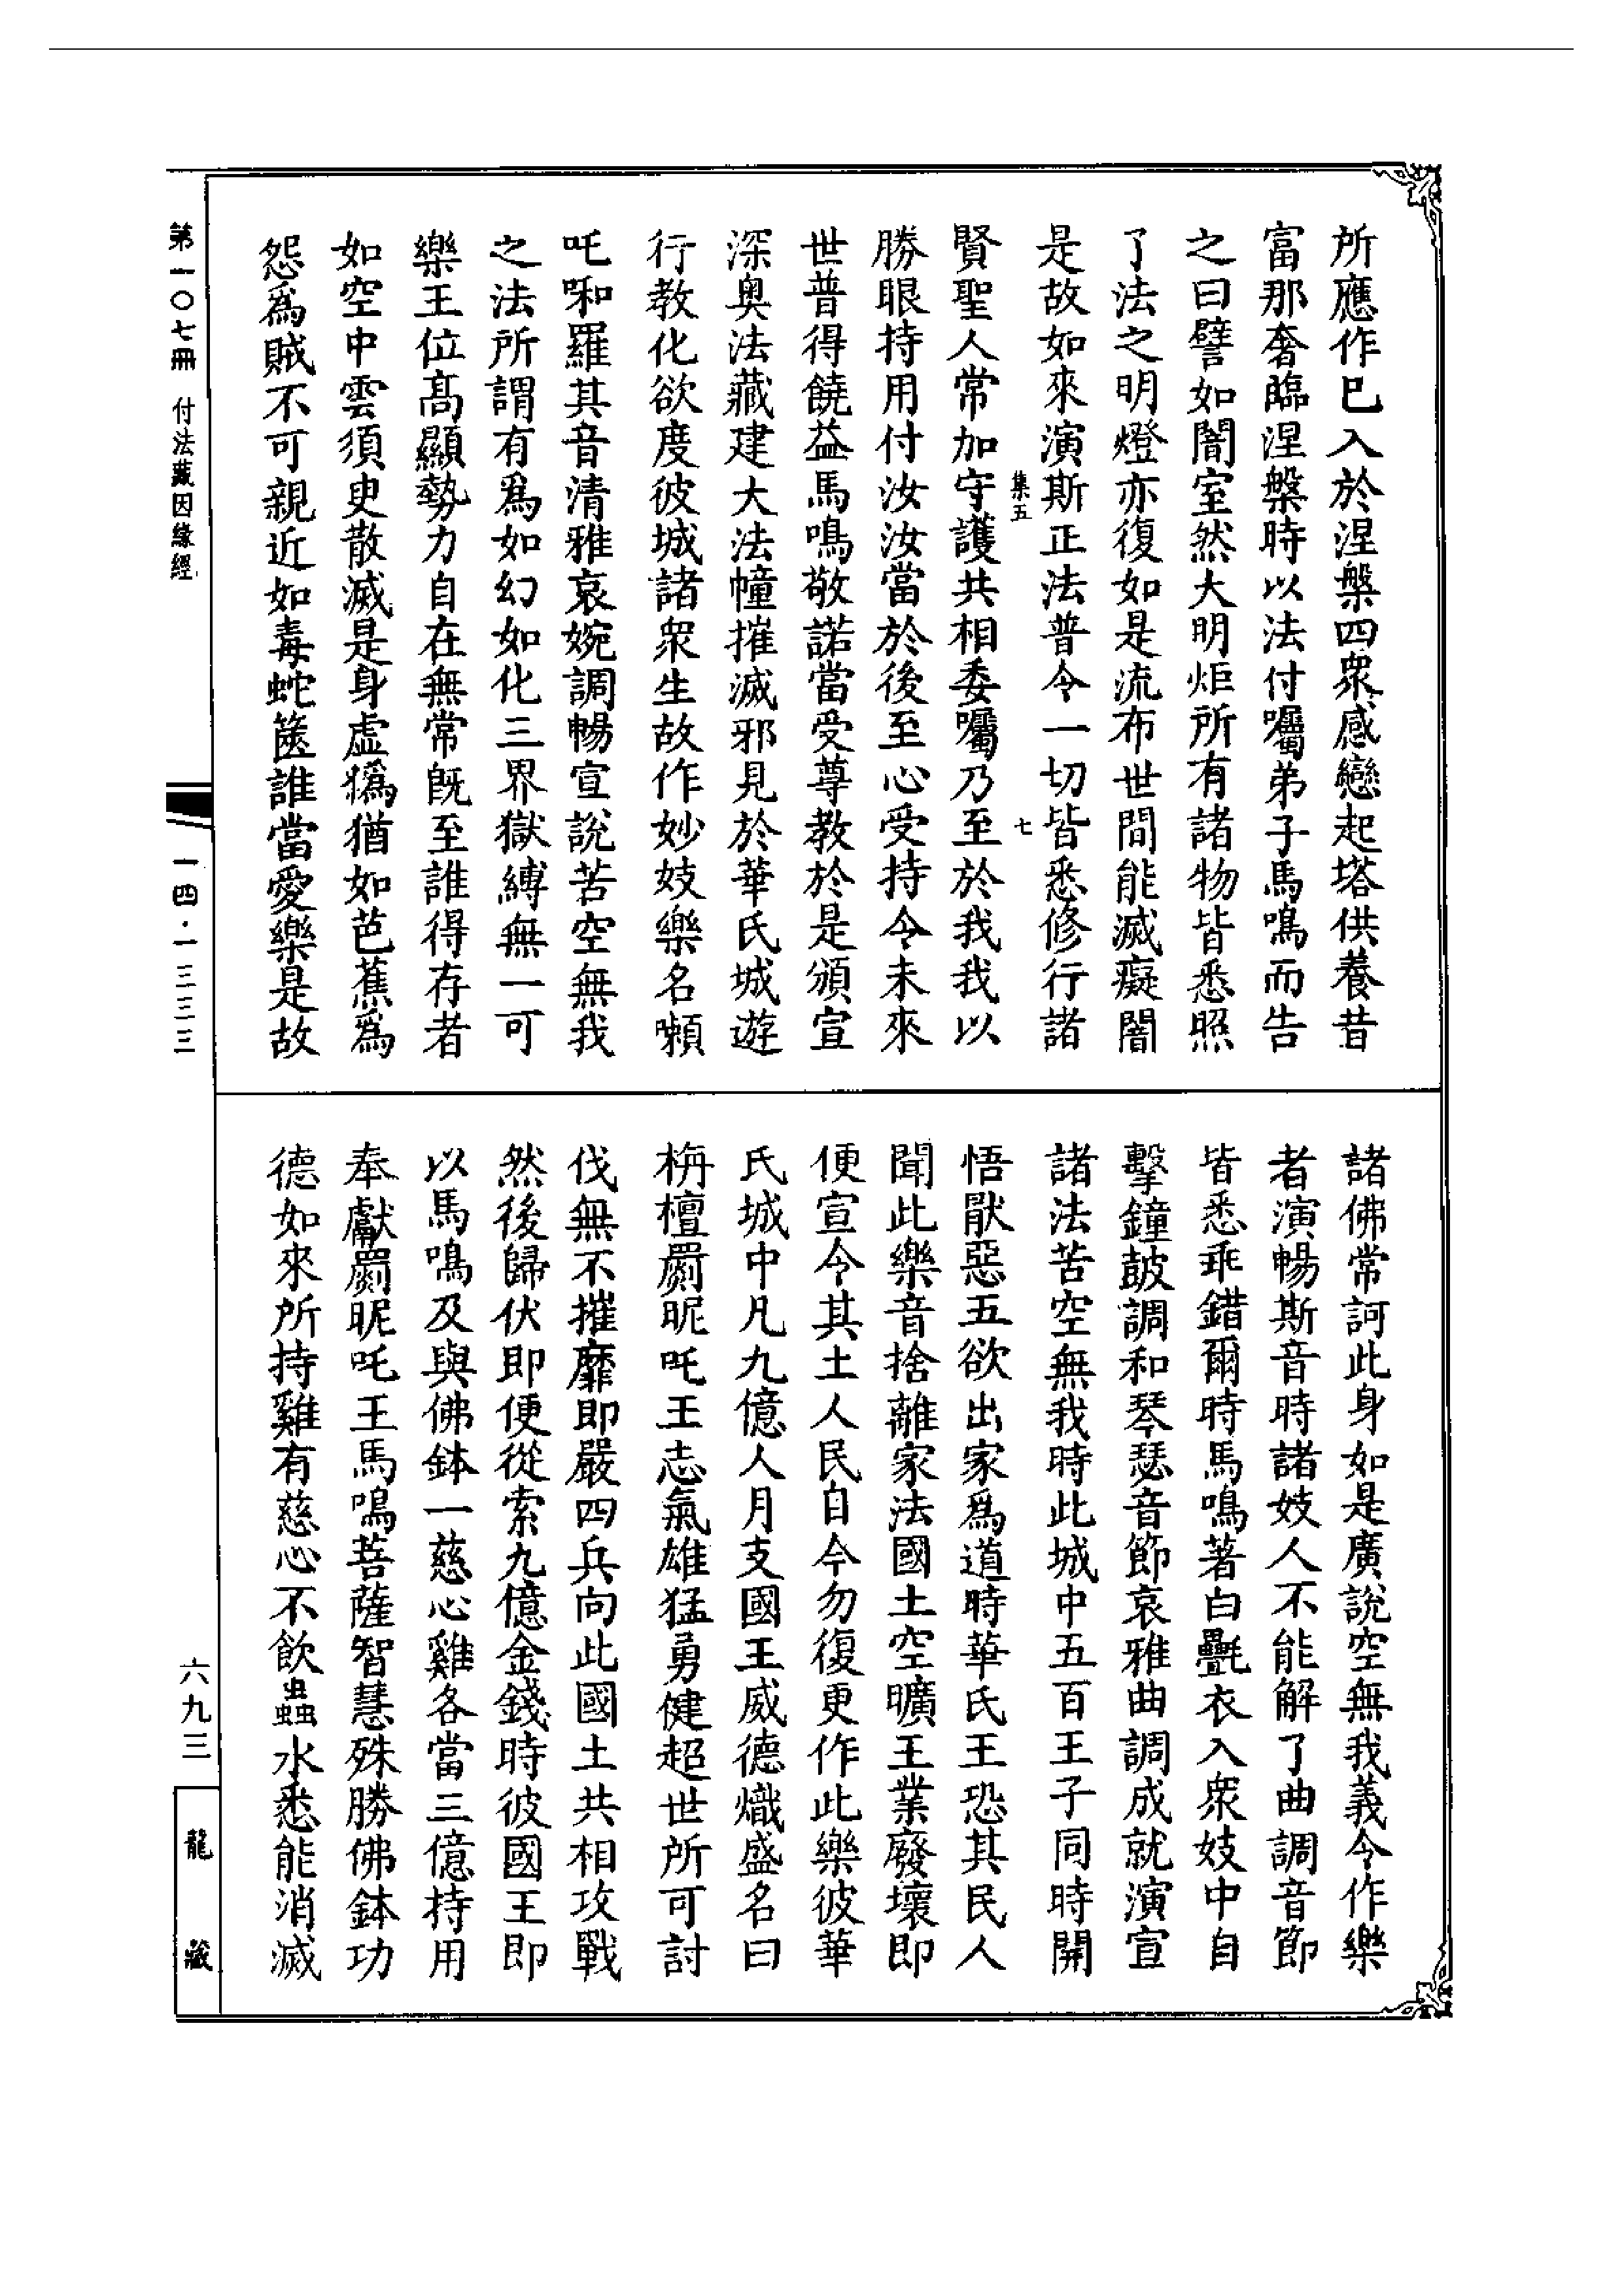 所應作已入於涅槃四衆感戀起塔供養昔
富那奢臨涅槃時以法付囑弟子馬鳴而告
之曰譬如闇室然大明炬所有諸物皆悉照
了法之明燈亦復如是流布世間能滅癡闇
是故如來演斯正法普令一切皆悉修行諸
集五
七
賢聖人常加守護共相委囑乃至於我我以
勝眼持用付汝汝當於後至心受持令未來
世普得饒益馬鳴敬諾當受尊教於是頒宣
深奥法藏建大法幢摧滅邪見於華氏城遊
行教化欲度彼城諸衆生故作妙妓樂名嚬
吒啝羅其音清雅哀婉調暢宣說苦空無我
之法所謂有爲如幻如化三界獄縛無一可
樂王位髙顯勢力自在無常旣至誰得存者
如空中雲須臾散滅是身虛僞猶如芭蕉爲
怨爲賊不可親近如毒蛇篋誰當愛樂是故
諸佛常訶此身如是廣說空無我義令作樂
者演暢斯音時諸妓人不能解了曲調音節
皆悉乖錯爾時馬鳴著白㲲衣入衆妓中自
擊鐘鼓調和琴瑟音節哀雅曲調成就演宣
諸法苦空無我時此城中五百王子同時開
悟厭惡五欲出家爲道時華氏王恐其民人
聞此樂音捨離家法國土空曠王業廢壞即
便宣令其土人民自今勿復更作此樂彼華
氏城中凡九億人月支國王威德熾盛名曰
栴檀罽昵吒王志氣雄猛勇健超世所可討
伐無不摧靡即嚴四兵向此國土共相攻戰
然後歸伏即便從索九億金錢時彼國王即
以馬鳴及與佛鉢一慈心雞各當三億持用
奉獻罽昵吒王馬鳴菩薩智慧殊勝佛鉢功
德如來所持雞有慈心不飲蟲水悉能消滅
第一〇七冊　付法藏因緣經
一四·一三三三
六九三
龍藏